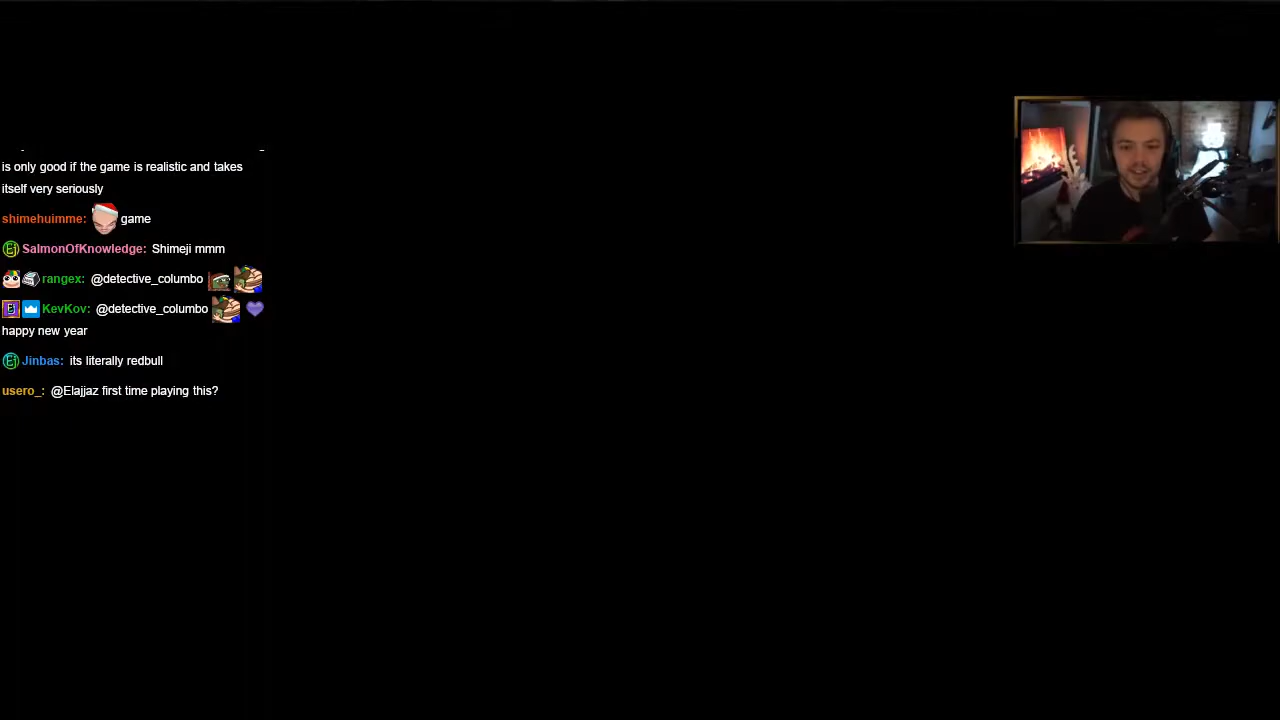 is only good if the game is realistic and takes
itself very seriously
shimehuimme: game
SalmonOfKnowledge: Shimeji mmm
rangex: @detective_columbo
KevKov: @detective_columbo
happy new year
Jinbas: its literally redbull
usero_: @Elajjaz first time playing this?